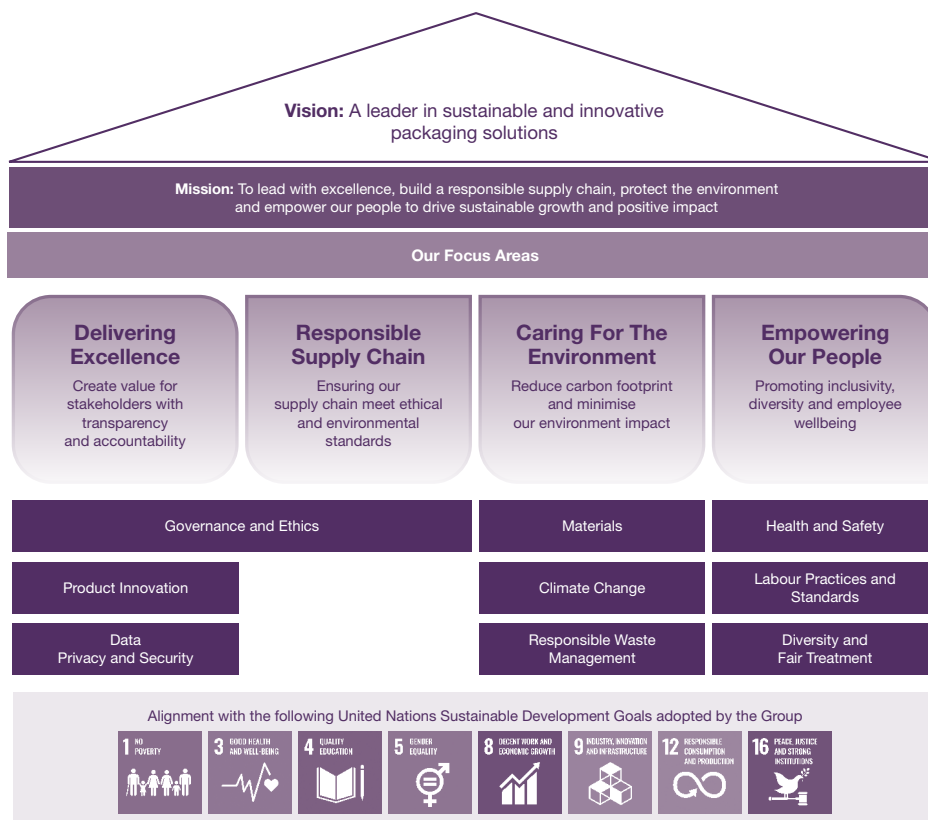 Vision: A leader in sustainable and innovative
packaging solutions
Mission: To lead with excellence, build a responsible supply chain, protect the environment
and empower our people to drive sustainable growth and positive impact
Our Focus Areas
Delivering
Excellence
Create value for
stakeholders with
transparency
and accountability
Responsible
Supply Chain
Ensuring our
supply chain meet ethical
and environmental
standards
Caring For The
Environment
Reduce carbon footprint
and minimise
our environment impact
Empowering
Our People
Promoting inclusivity,
diversity and employee
wellbeing
Governance and Ethics
Materials
Health and Safety
Product Innovation
Climate Change
Labour Practices and
Standards
Data
Privacy and Security
Responsible Waste
Management
Diversity and
Fair Treatment
Alignment with the following United Nations Sustainable Development Goals adopted by the Group
1 NO
POVERTY
3 GOOD HEALTH
AND WELL-BEING
4 QUALITY
EDUCATION
5 GENDER
EQUALITY
8 DECENT WORK AND
ECONOMIC GROWTH
9 INDUSTRY, INNOVATION
AND INFRASTRUCTURE
12 RESPONSIBLE
CONSUMPTION
AND PRODUCTION
16 PEACE, JUSTICE
AND STRONG
INSTITUTIONS